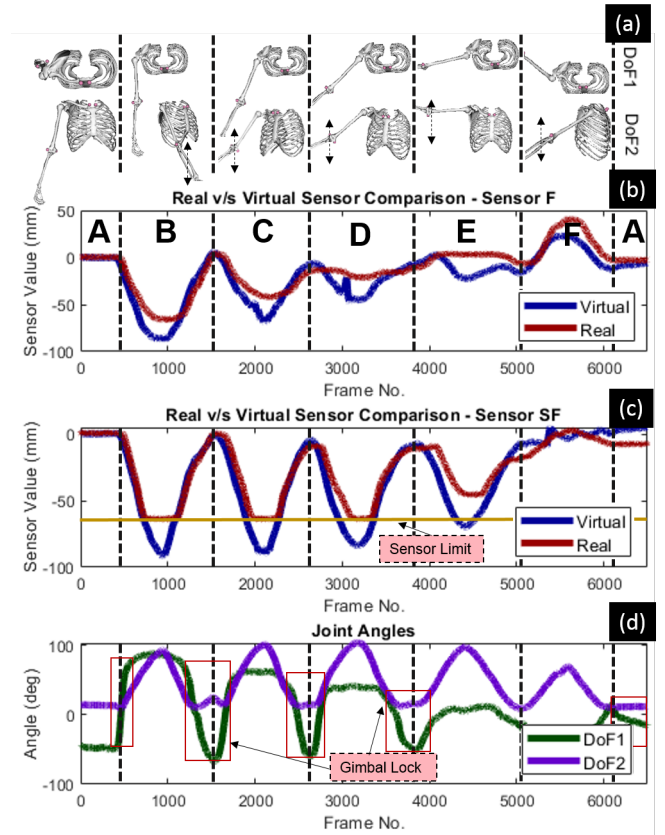 (a)
DoF1
DoF2
(b)
Real v/s Virtual Sensor Comparison - Sensor F
Sensor Value (mm)
50
0
-50
-100
A B C D E F A
Virtual
Real
0 1000 2000 3000 4000 5000 6000
Frame No.
(c)
Real v/s Virtual Sensor Comparison - Sensor SF
Sensor Value (mm)
0
-50
-100
Sensor Limit
Virtual
Real
0 1000 2000 3000 4000 5000 6000
Frame No.
(d)
Joint Angles
Angle (deg)
100
0
-100
Gimbal Lock
DoF1
DoF2
0 1000 2000 3000 4000 5000 6000
Frame No.